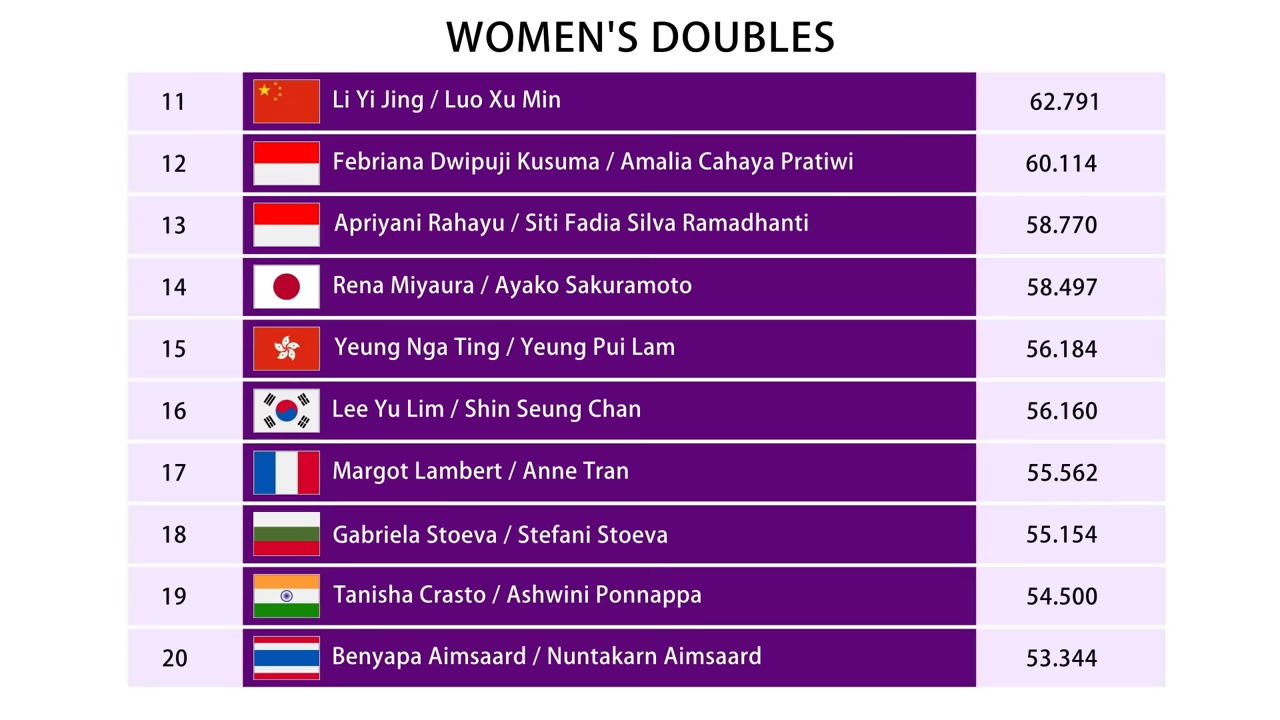 WOMEN'S DOUBLES
11 Li Yi Jing / Luo Xu Min 62.791
12 Febriana Dwipuji Kusuma / Amalia Cahaya Pratiwi 60.114
13 Apriyani Rahayu / Siti Fadia Silva Ramadhanti 58.770
14 Rena Miyaura / Ayako Sakuramoto 58.497
15 Yeung Nga Ting / Yeung Pui Lam 56.184
16 Lee Yu Lim / Shin Seung Chan 56.160
17 Margot Lambert / Anne Tran 55.562
18 Gabriela Stoeva / Stefani Stoeva 55.154
19 Tanisha Crasto / Ashwini Ponnappa 54.500
20 Benyapa Aimsaard / Nuntakarn Aimsaard 53.344